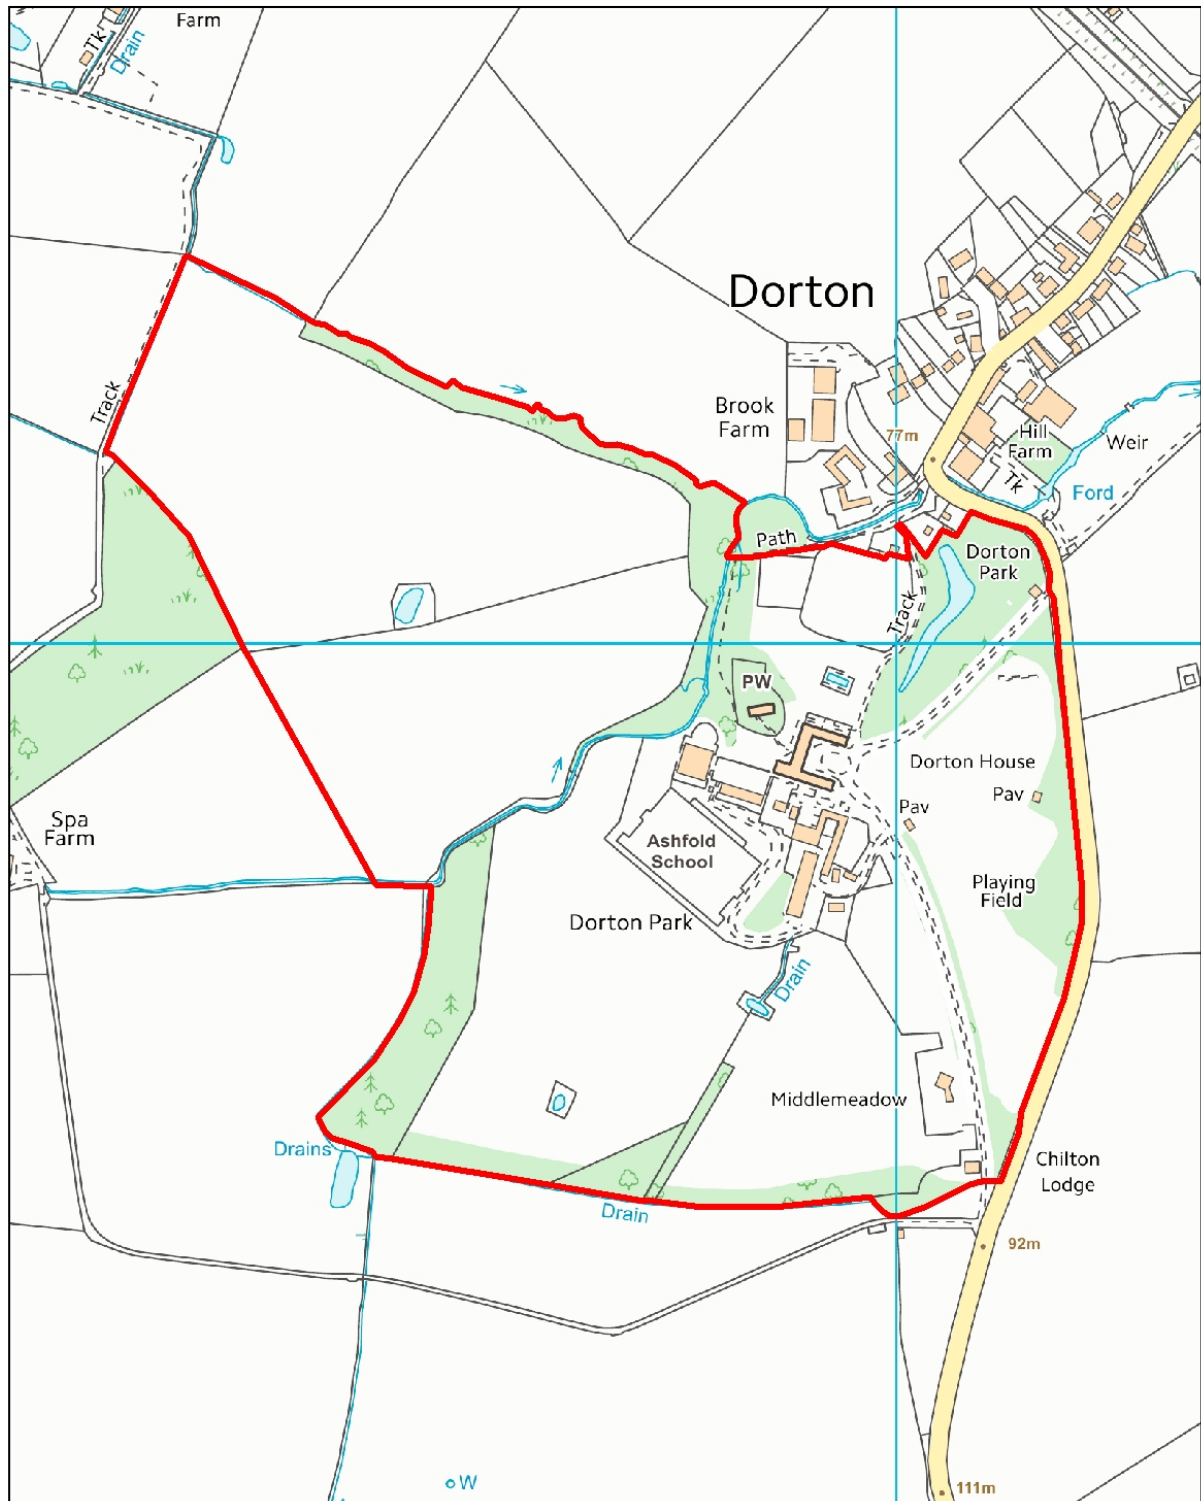 Farm
Tk
Drain
Dorton
Track
Brook
Farm
77m
Hill
Farm
Weir
Tk
Ford
Path
Dorton
Park
Track
PW
Dorton House
Pav
Pav
Spa
Farm
Ashfold
School
Playing
Field
Dorton Park
Drain
Middlemeadow
Drains
Chilton
Lodge
Drain
92m
W
111m